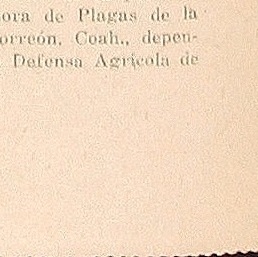 ora de Plagas de la
orreón, Coah., depen-
Defensa Agrícola de